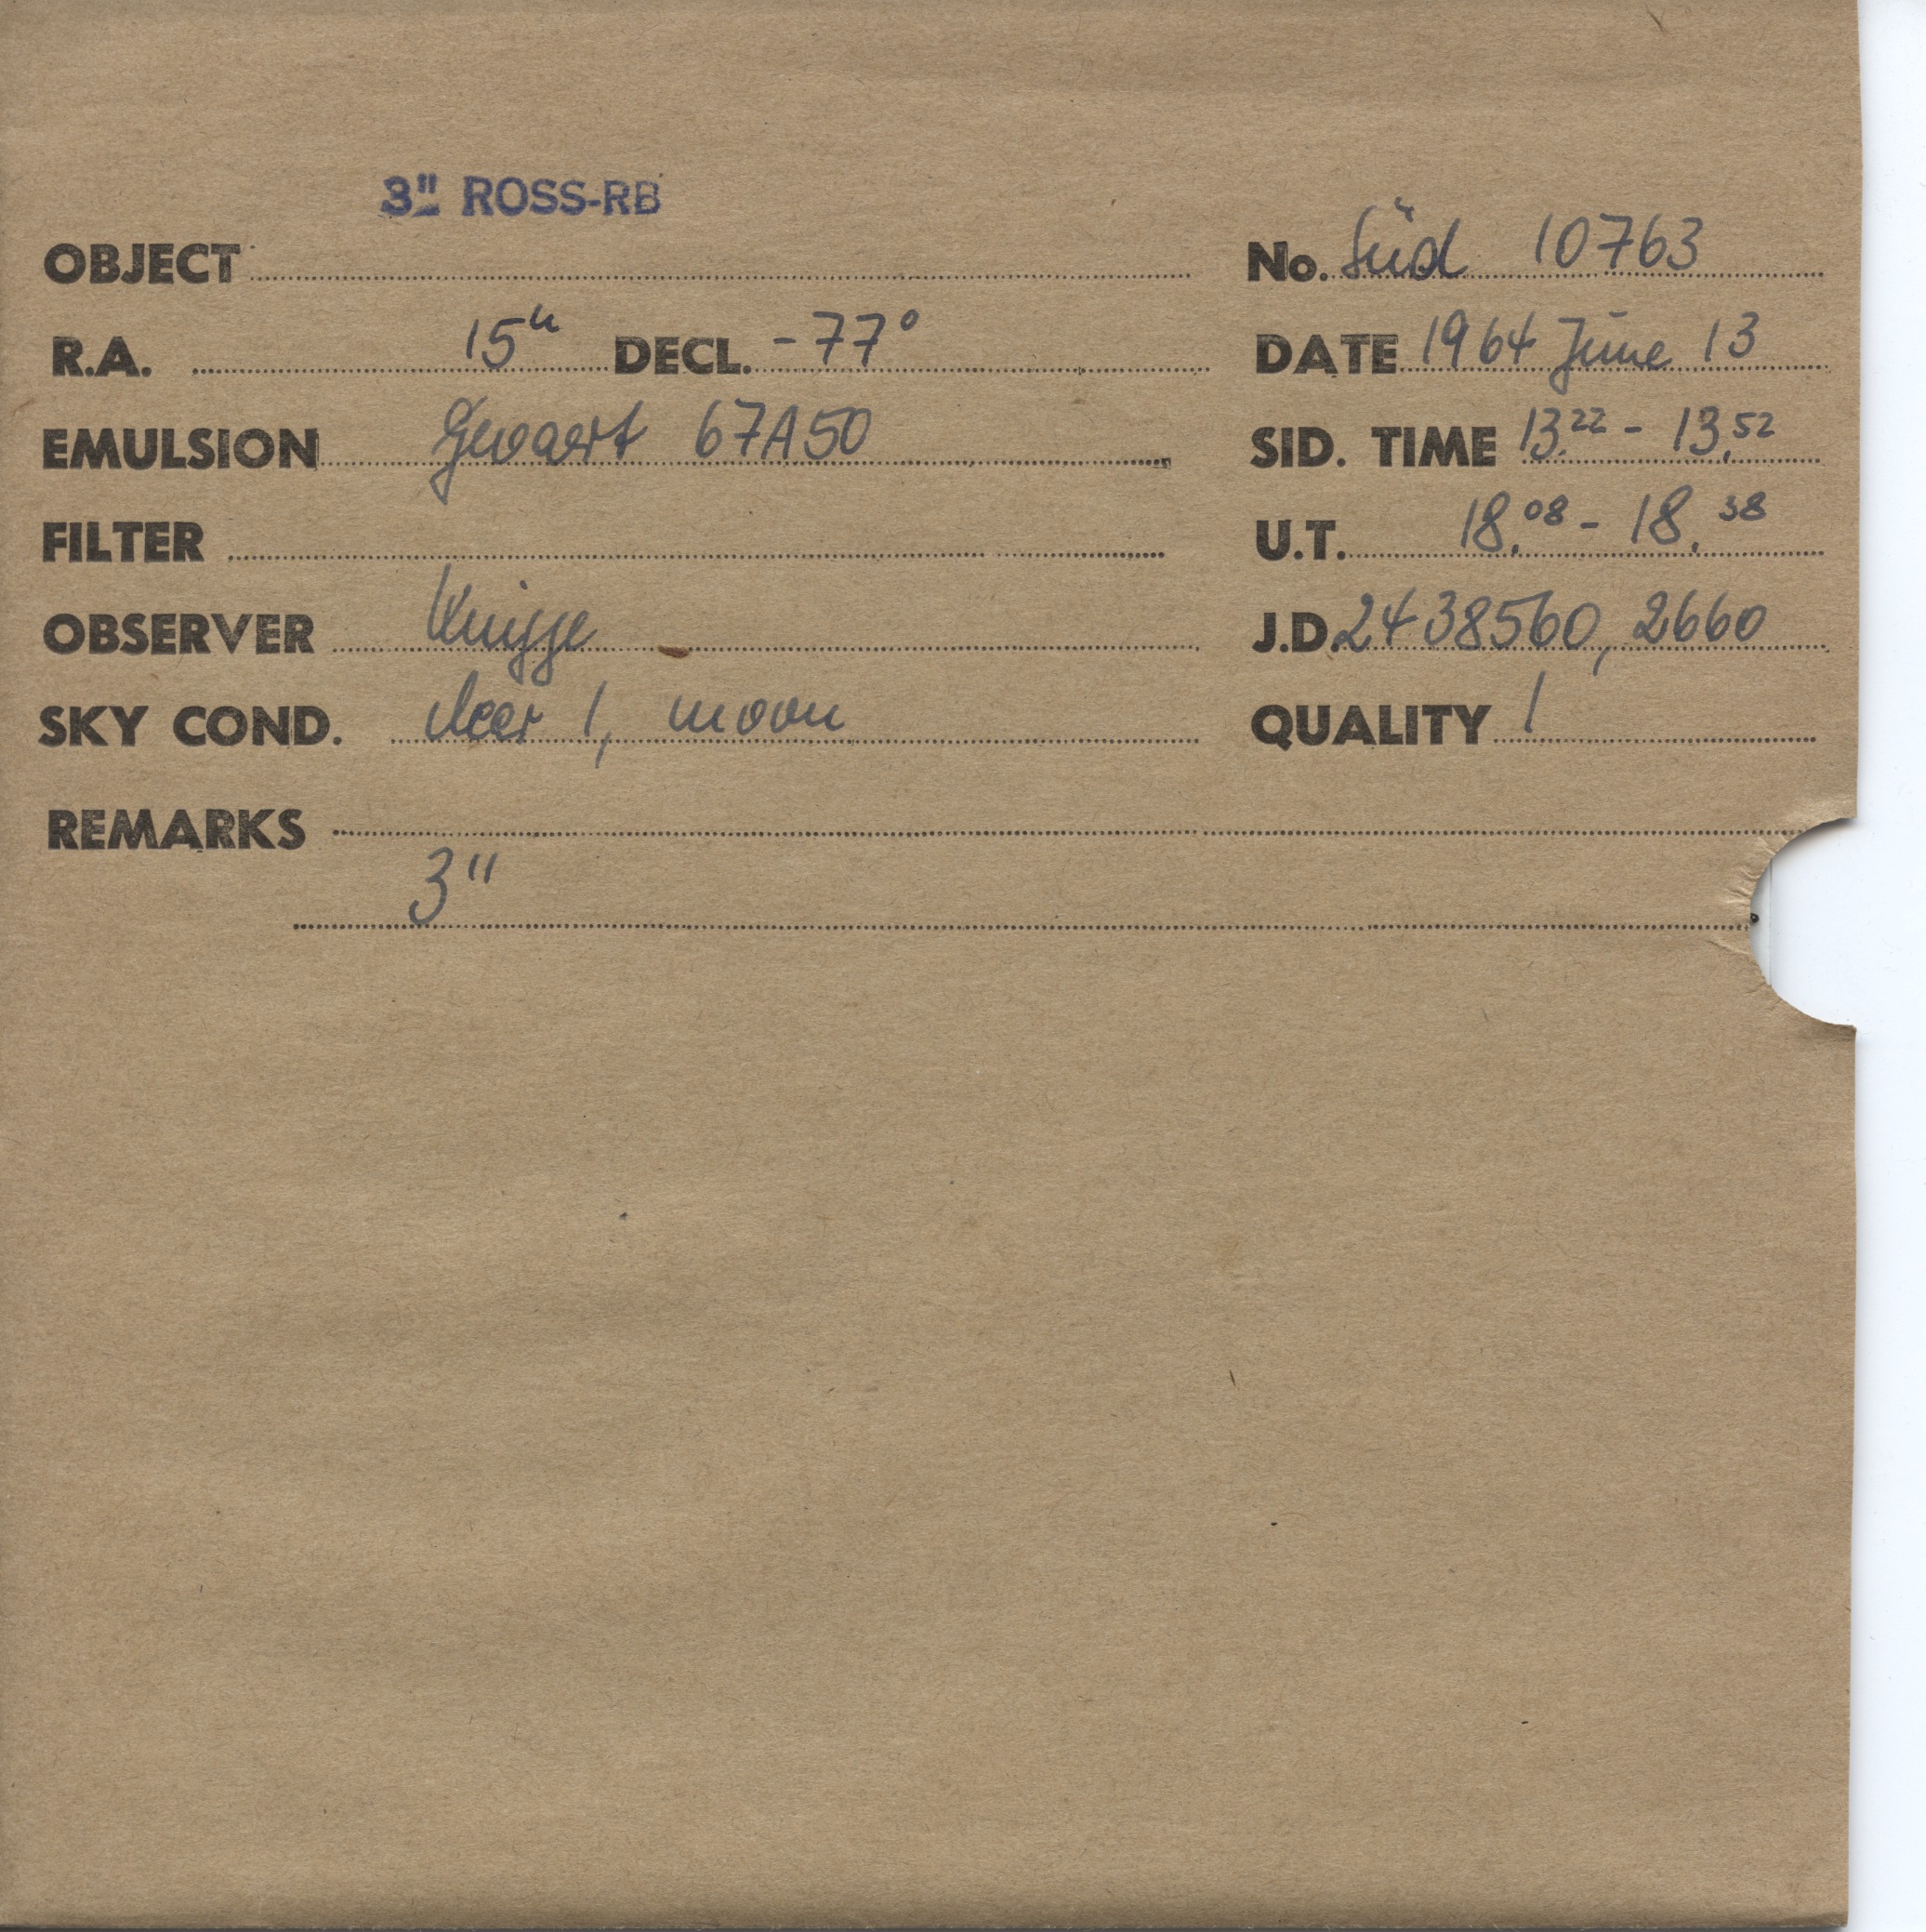 3" ROSS-RB
OBJECT No. Süd 10763
R.A. 15h DECL. -77° DATE 1964 June 13
EMULSION Gevaert 67A50 SID. TIME 13.22 - 13.52
FILTER U.T. 18.08 - 18.38
OBSERVER Knigge J.D. 2438560,2660
SKY COND. clear 1, moon QUALITY 1
REMARKS
3"